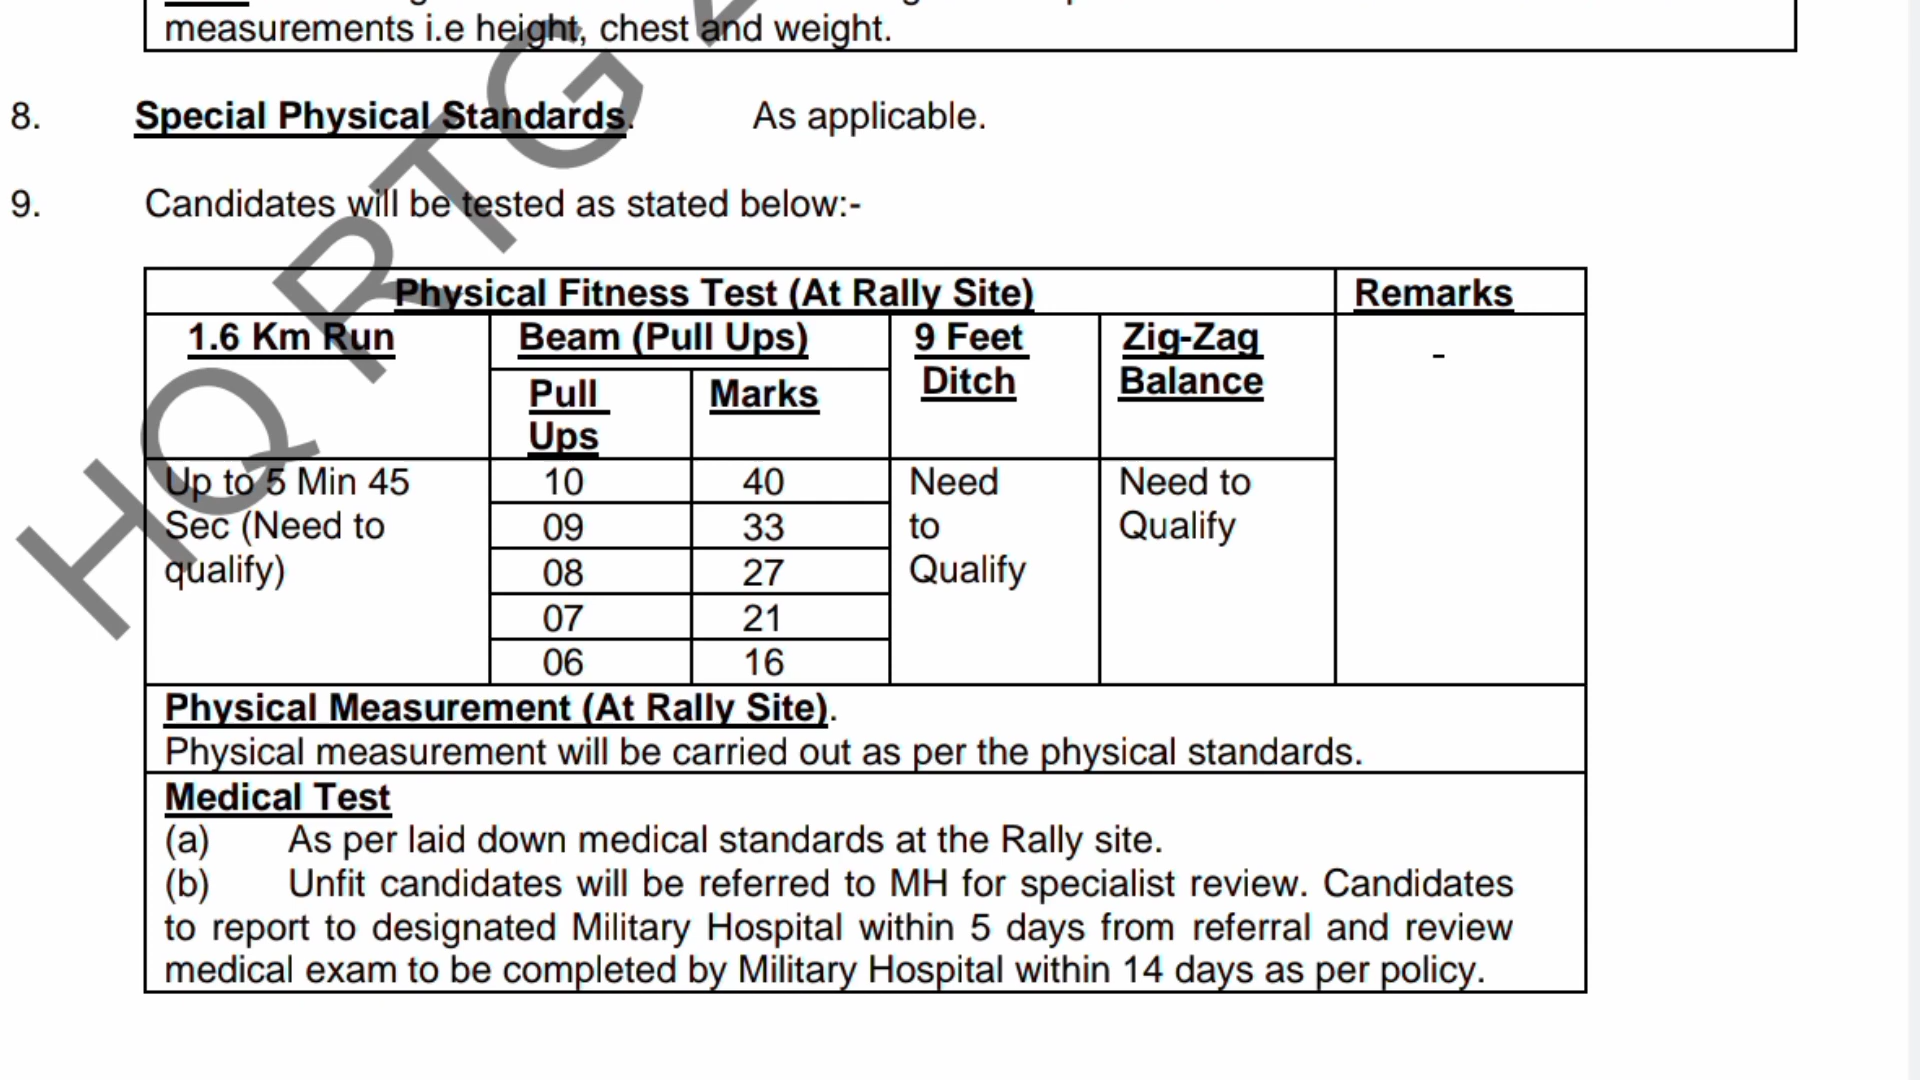 measurements i.e height, chest and weight.
8. Special Physical Standards. As applicable.
9. Candidates will be tested as stated below:-
Physical Fitness Test (At Rally Site) Remarks
1.6 Km Run Beam (Pull Ups) 9 Feet Ditch Zig-Zag Balance -
Pull Ups Marks
Up to 5 Min 45 Sec (Need to qualify) 10 40 Need to Qualify Need to Qualify
09 33
08 27
07 21
06 16
Physical Measurement (At Rally Site).
Physical measurement will be carried out as per the physical standards.
Medical Test
(a) As per laid down medical standards at the Rally site.
(b) Unfit candidates will be referred to MH for specialist review. Candidates
to report to designated Military Hospital within 5 days from referral and review
medical exam to be completed by Military Hospital within 14 days as per policy.
HQ RTG